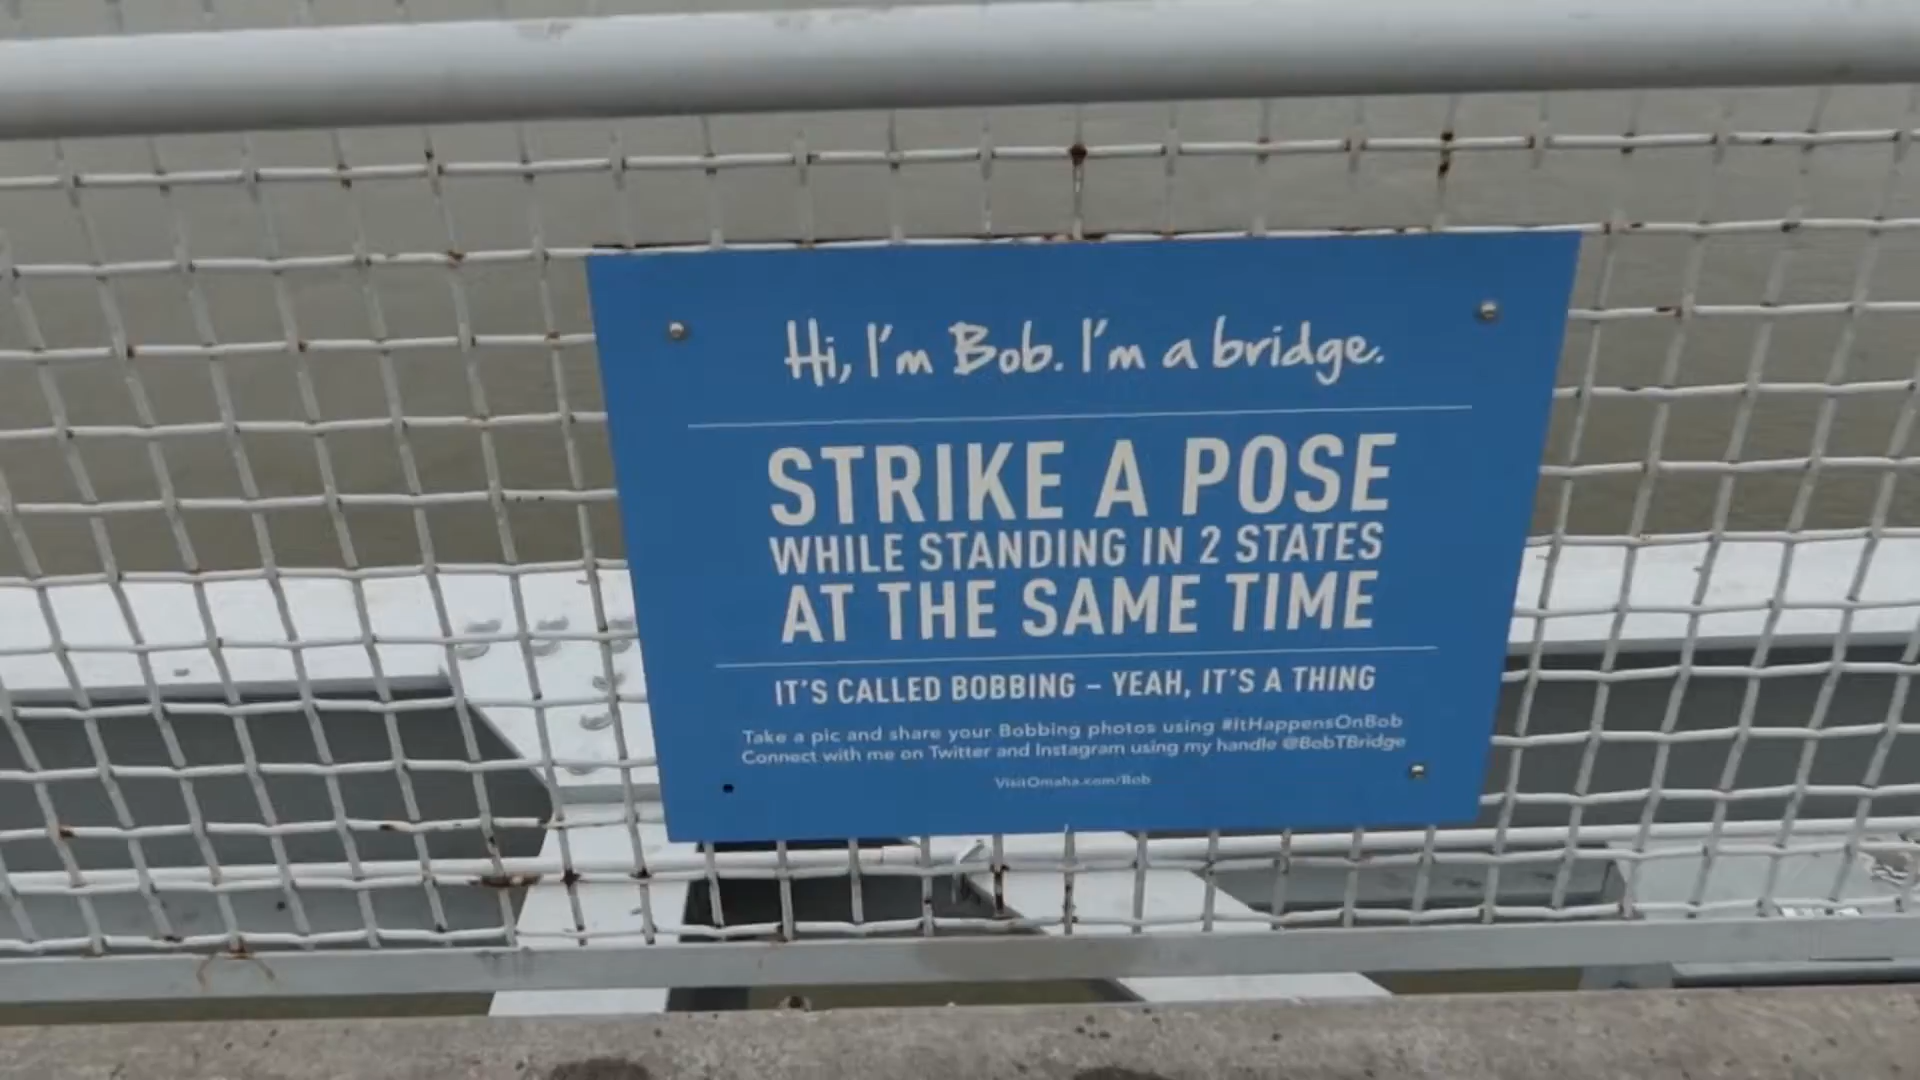 Hi, I'm Bob. I'm a bridge.
STRIKE A POSE
WHILE STANDING IN 2 STATES
AT THE SAME TIME
IT'S CALLED BOBBING – YEAH, IT'S A THING
Take a pic and share your Bobbing photos using #ItHappensOnBob
Connect with me on Twitter and Instagram using my handle @BobTBridge
VisitOmaha.com/Bob